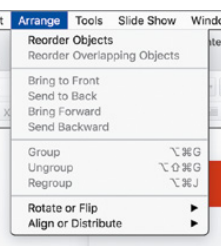 Arrange Tools Slide Show
Reorder Objects
Reorder Overlapping Objects
Bring to Front
Send to Back
Bring Forward
Send Backward
Group ⌥⌘G
Ungroup ⌥⇧⌘G
Regroup ⌥⌘J
Rotate or Flip ▶
Align or Distribute ▶